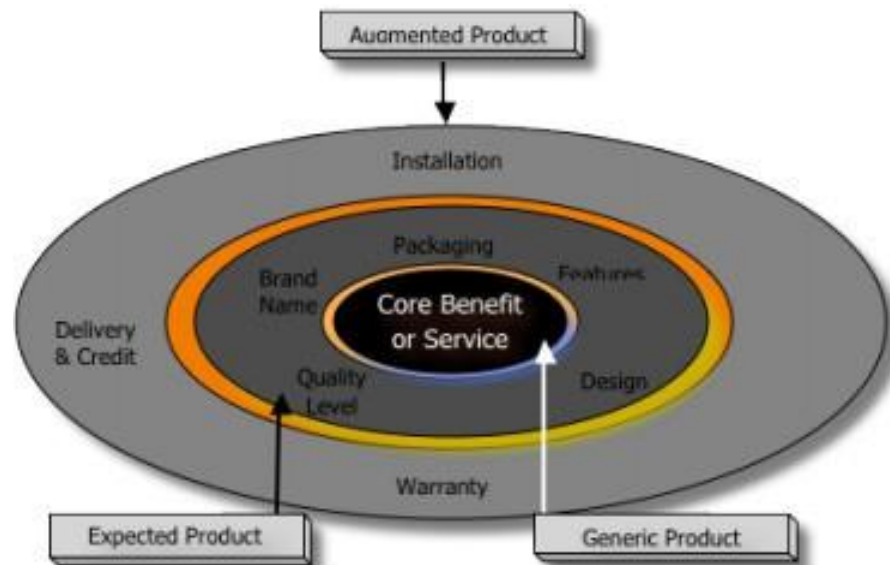 Auomented Product
Installation
Packaging
Brand
Name
Features
Core Benefit
or Service
Delivery
& Credit
Quality
Level
Design
Warranty
Expected Product
Generic Product